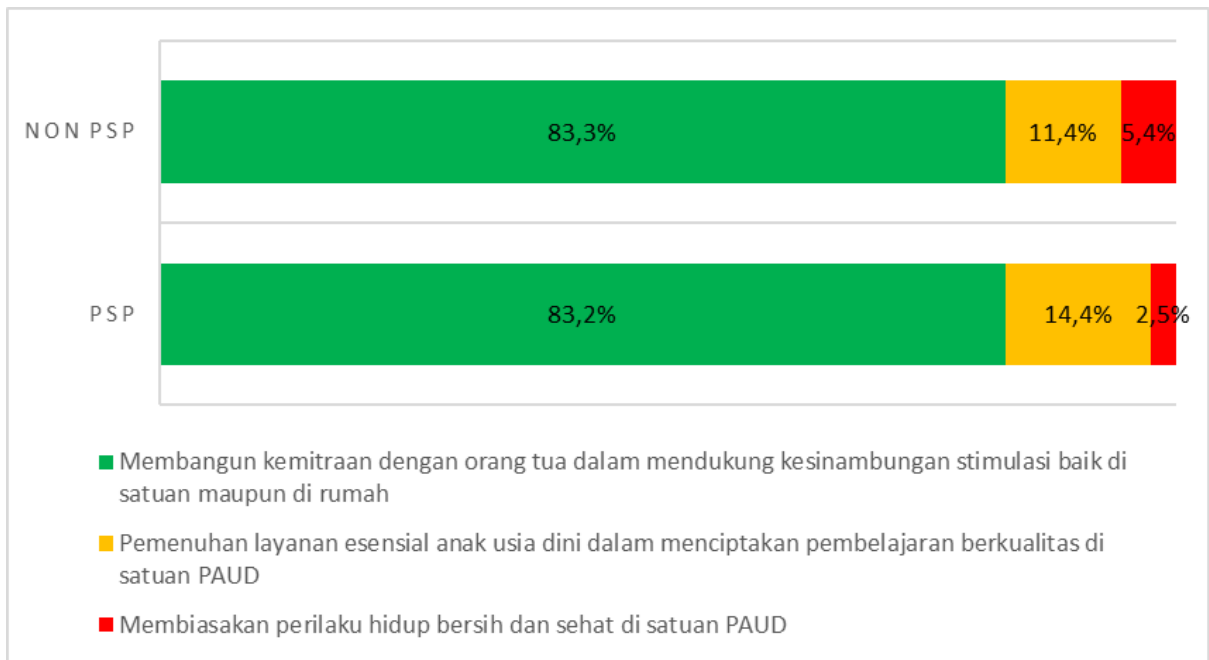 NON PSP
83,3%
11,4%
5,4%
PSP
83,2%
14,4%
2,5%
Membangun kemitraan dengan orang tua dalam mendukung kesinambungan stimulasi baik di
satuan maupun di rumah
Pemenuhan layanan esensial anak usia dini dalam menciptakan pembelajaran berkualitas di
satuan PAUD
Membiasakan perilaku hidup bersih dan sehat di satuan PAUD